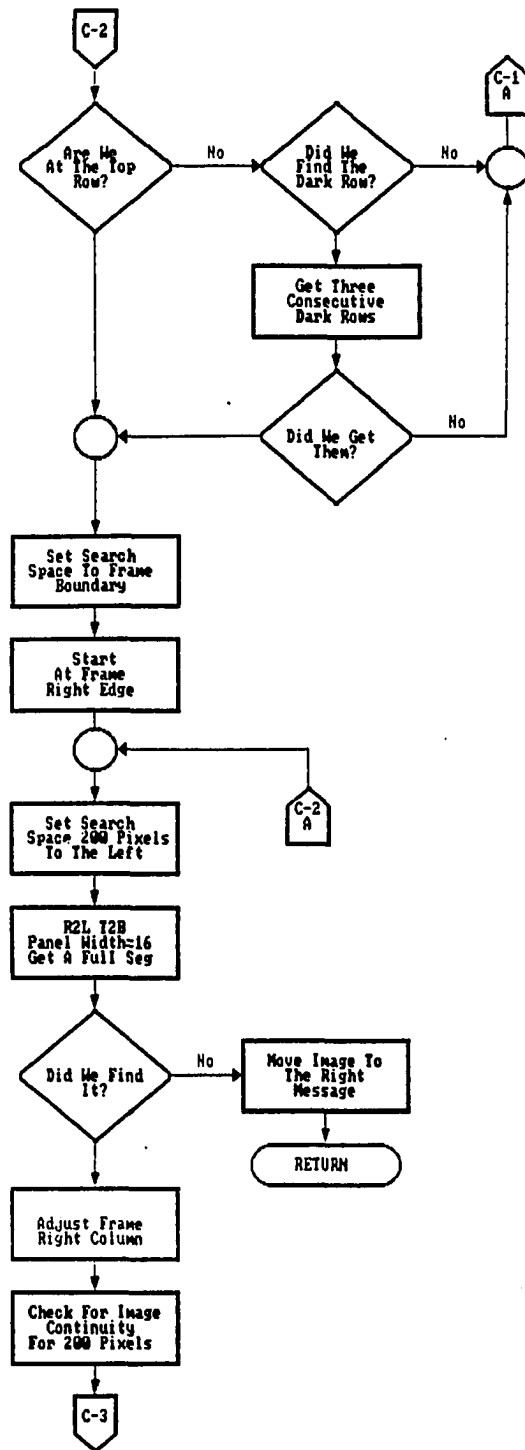 C-2
C-1
A
Are We
At The Top
Row?
No
Did We
Find The
Dark Row?
No
Get Three
Consecutive
Dark Rows
Did We Get
Them?
No
Set Search
Space To Frame
Boundary
Start
At Frame
Right Edge
C-2
A
Set Search
Space 200 Pixels
To The Left
R2L T2B
Panel Width=16
Get A Full Seg
Did We Find
It?
No
Move Image To
The Right
Message
RETURN
Adjust Frame
Right Column
Check For Image
Continuity
For 200 Pixels
C-3